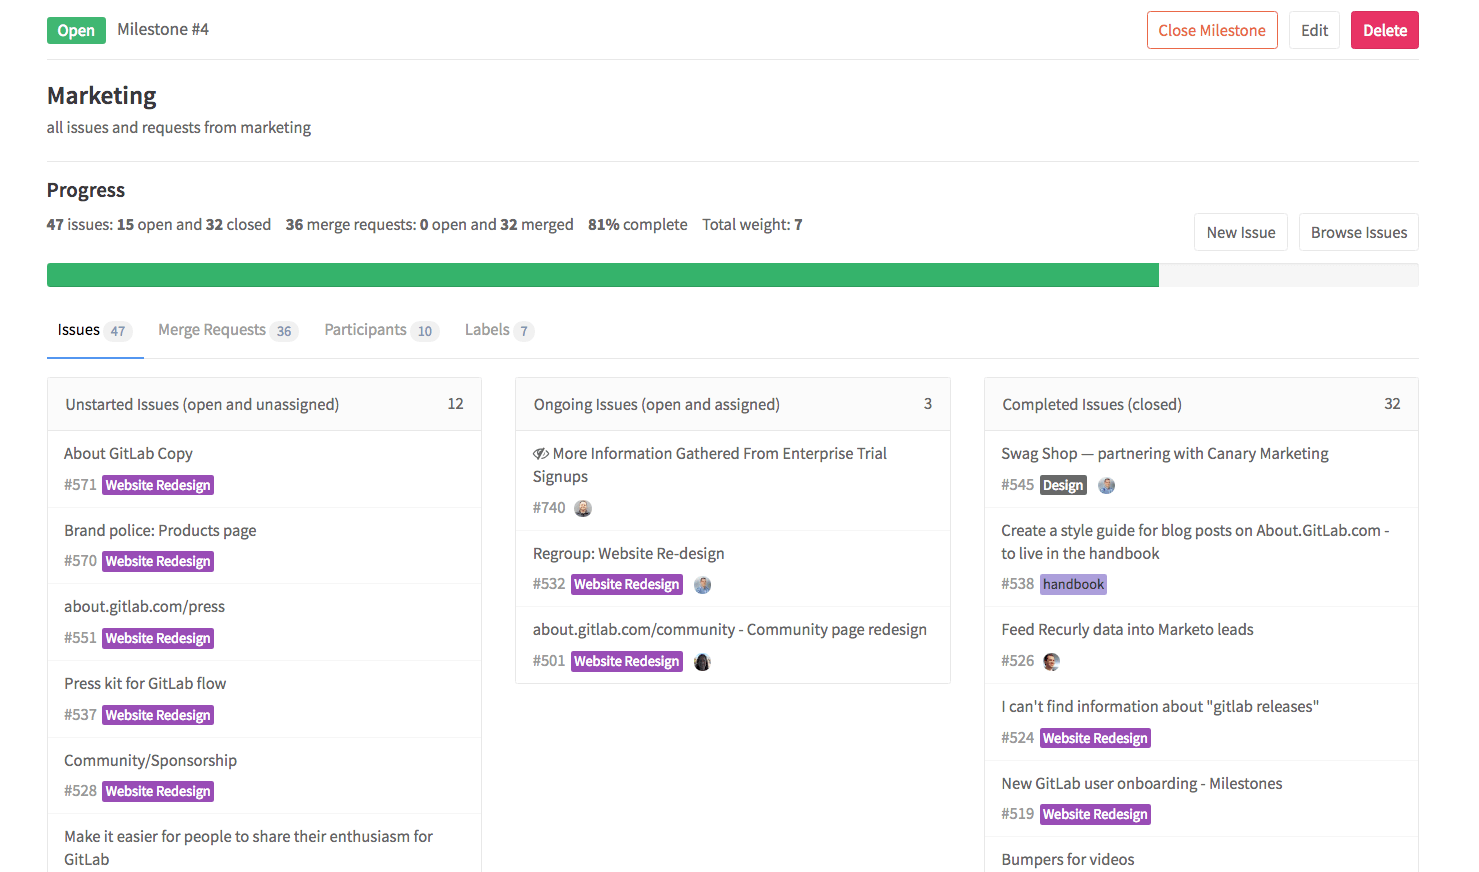 Open Milestone #4 Close Milestone Edit Delete
Marketing
all issues and requests from marketing
Progress
47 issues: 15 open and 32 closed 36 merge requests: 0 open and 32 merged 81% complete Total weight: 7
New Issue Browse Issues
Issues 47 Merge Requests 36 Participants 10 Labels 7
Unstarted Issues (open and unassigned) 12
About GitLab Copy
#571 Website Redesign
Brand police: Products page
#570 Website Redesign
about.gitlab.com/press
#551 Website Redesign
Press kit for GitLab flow
#537 Website Redesign
Community/Sponsorship
#528 Website Redesign
Make it easier for people to share their enthusiasm for
GitLab
Ongoing Issues (open and assigned) 3
More Information Gathered From Enterprise Trial
Signups
#740
Regroup: Website Re-design
#532 Website Redesign
about.gitlab.com/community - Community page redesign
#501 Website Redesign
Completed Issues (closed) 32
Swag Shop — partnering with Canary Marketing
#545 Design
Create a style guide for blog posts on About.GitLab.com -
to live in the handbook
#538 handbook
Feed Recurly data into Marketo leads
#526
I can't find information about "gitlab releases"
#524 Website Redesign
New GitLab user onboarding - Milestones
#519 Website Redesign
Bumpers for videos